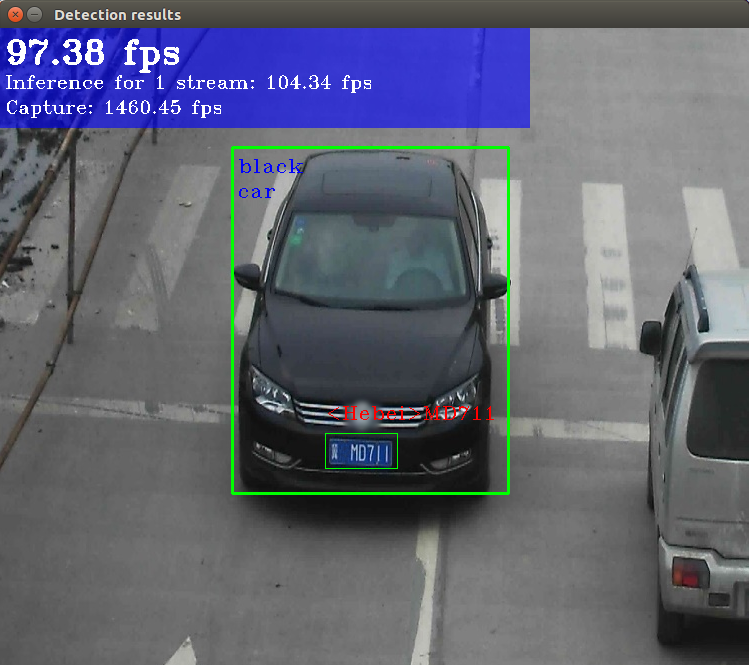 Detection results
97.38 fps
Inference for 1 stream: 104.34 fps
Capture: 1460.45 fps
black
car
<Hebei>MD711
冀 MD711